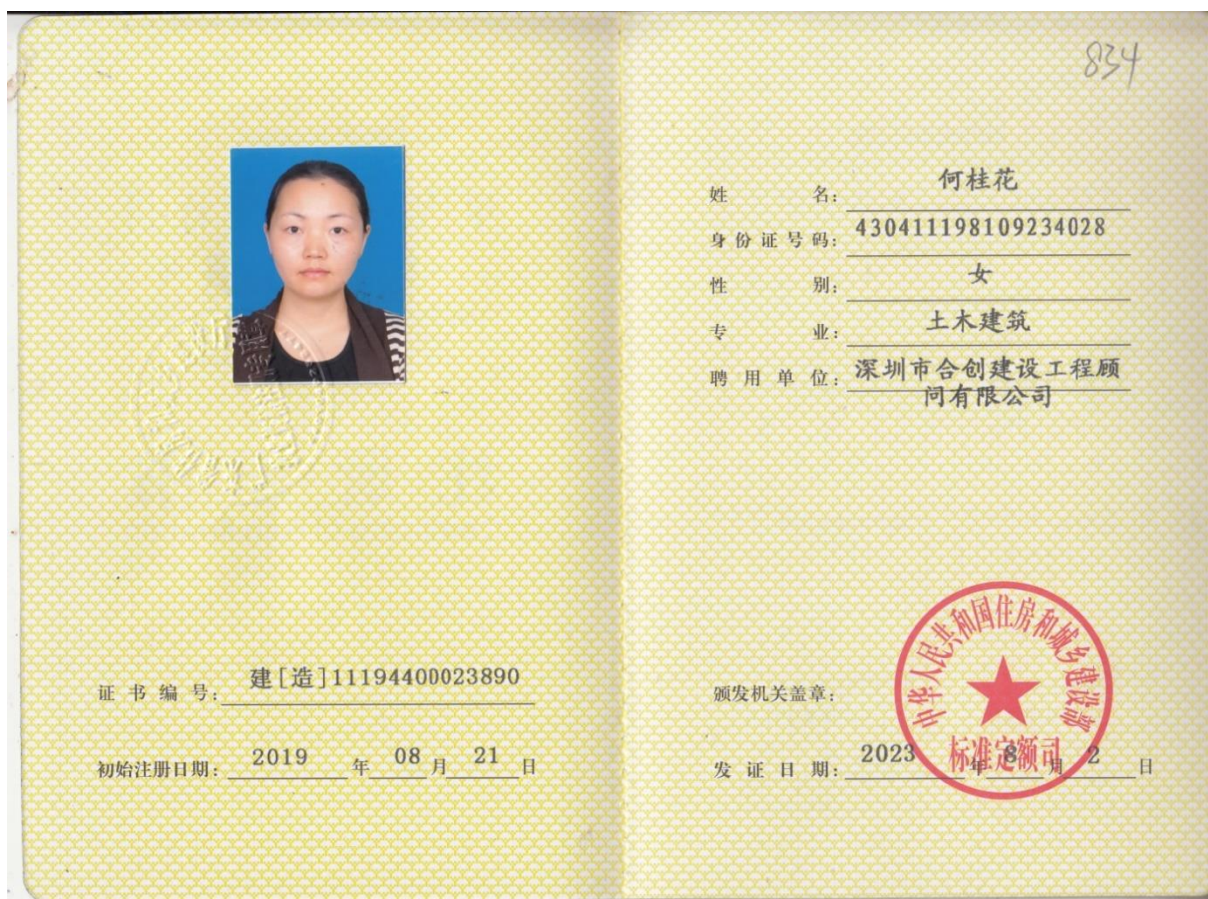 834
姓名：何桂花
身份证号码：430411198109234028
性别：女
专业：土木建筑
聘用单位：深圳市合创建设工程顾
问有限公司
证书编号：建[造]11194400023890
初始注册日期：2019年08月21日
颁发机关盖章：
中华人民共和国住房和城乡建设部
标准定额司
发证日期：2023年8月2日